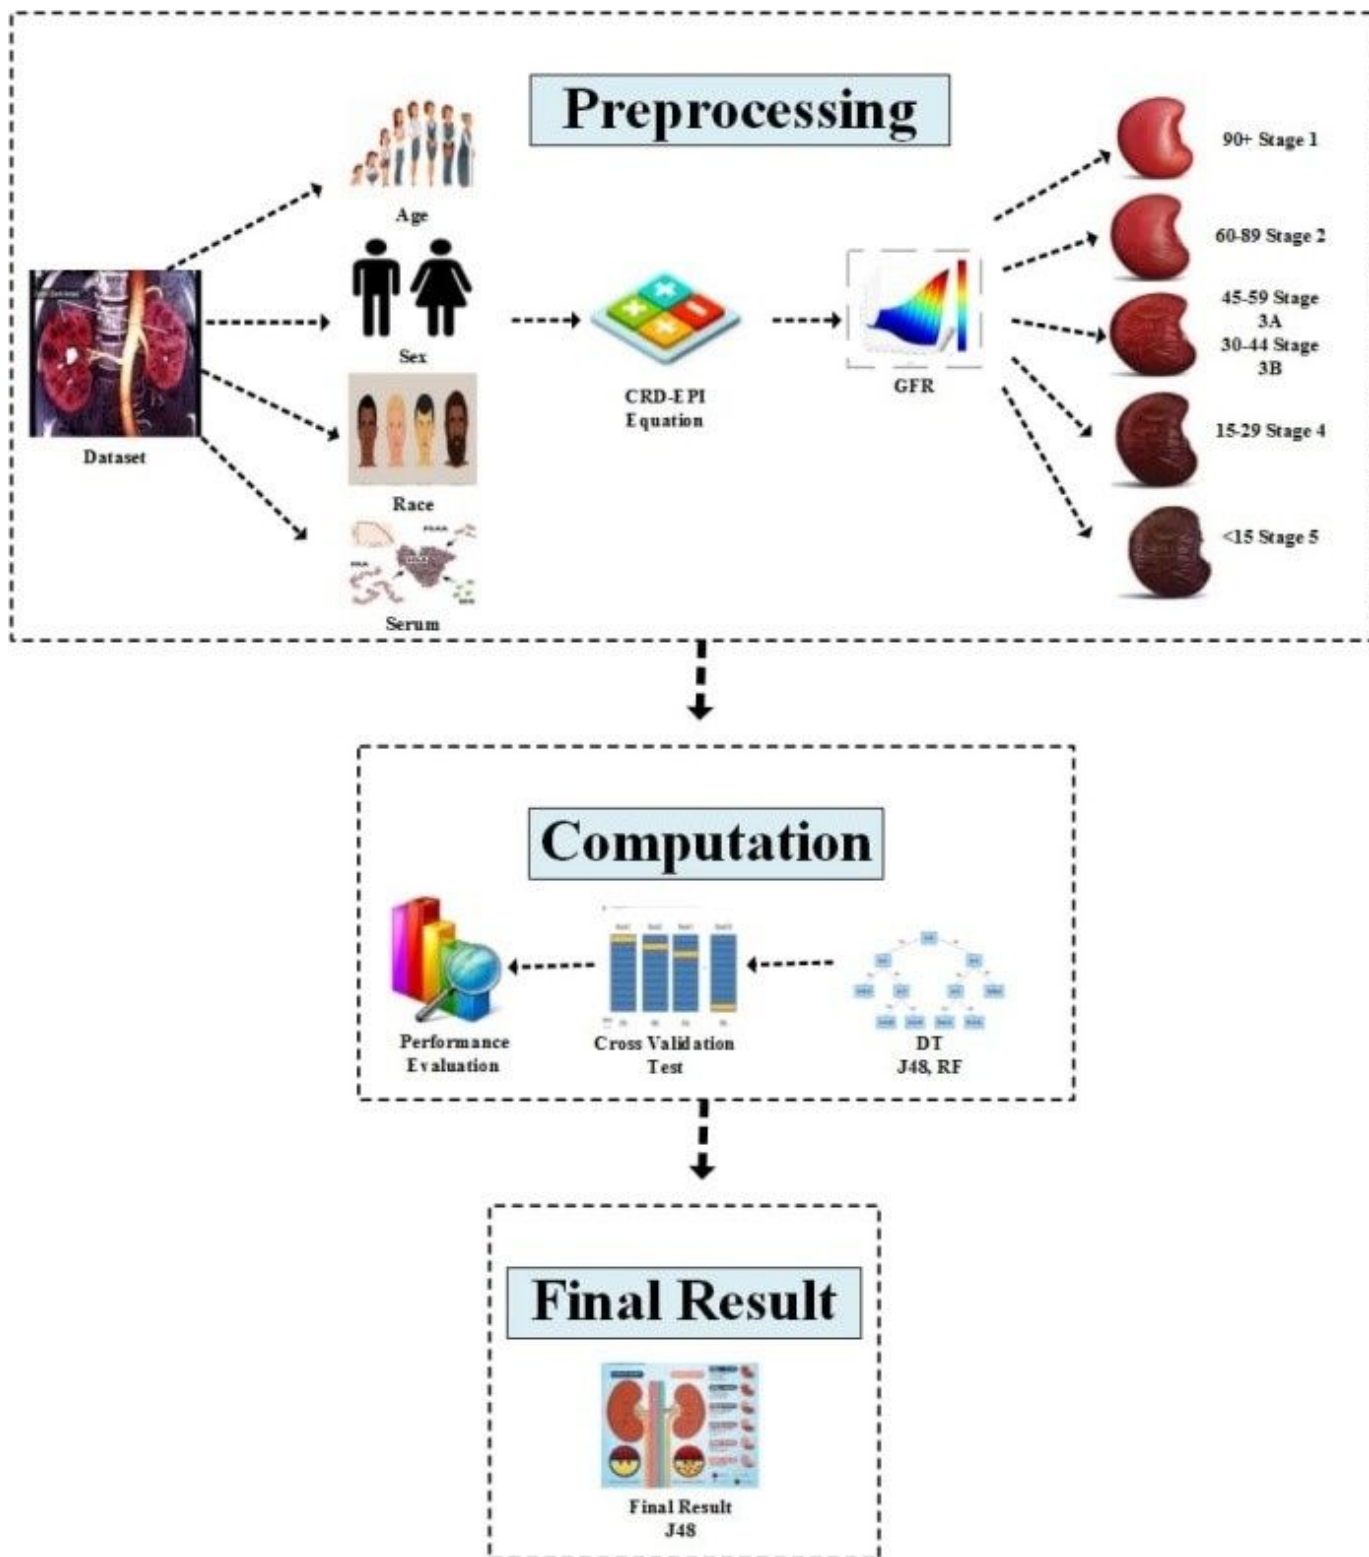 Preprocessing
Age
Sex
Race
Serum
Dataset
CRD-EPI
Equation
GFR
90+ Stage 1
60-89 Stage 2
45-59 Stage
3A
30-44 Stage
3B
15-29 Stage 4
<15 Stage 5
Computation
Performance
Evaluation
Cross Validation
Test
DT
J48, RF
Final Result
Final Result
J48